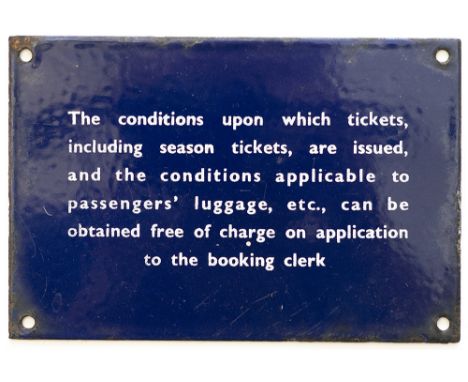 The conditions upon which tickets,
including season tickets, are issued,
and the conditions applicable to
passengers' luggage, etc., can be
obtained free of charge on application
to the booking clerk